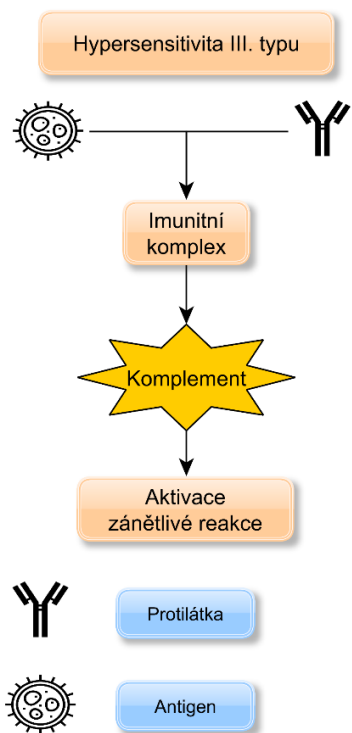 Hypersensitivita III. typu
Imunitní
komplex
Komplement
Aktivace
zánětlivé reakce
Protilátka
Antigen